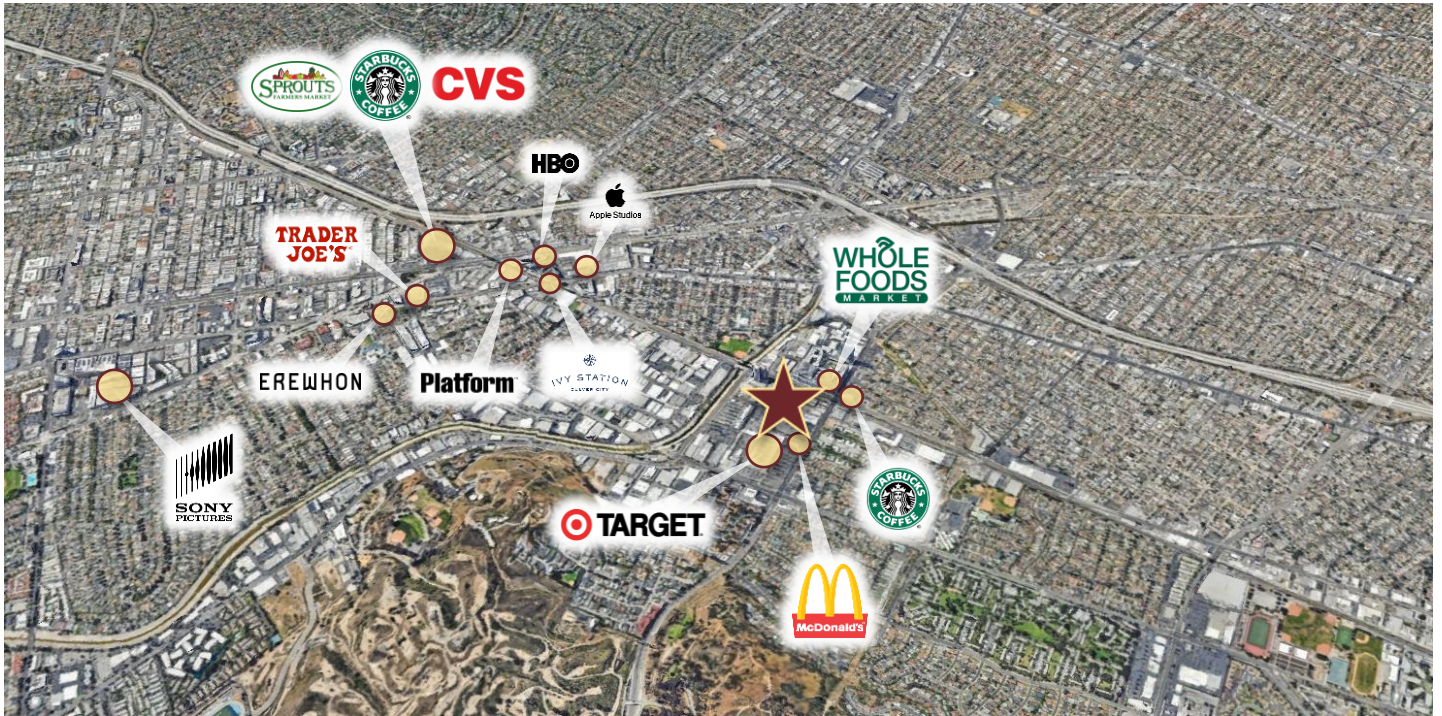 SPROUTS
FARMERS MARKET
STARBUCKS
COFFEE
CVS
HBO
Apple Studios
TRADER
JOE'S
WHOLE
FOODS
MARKET
EREWHON
Platform
IVY STATION
CULVER CITY
SONY
PICTURES
TARGET
STARBUCKS
COFFEE
McDonald's